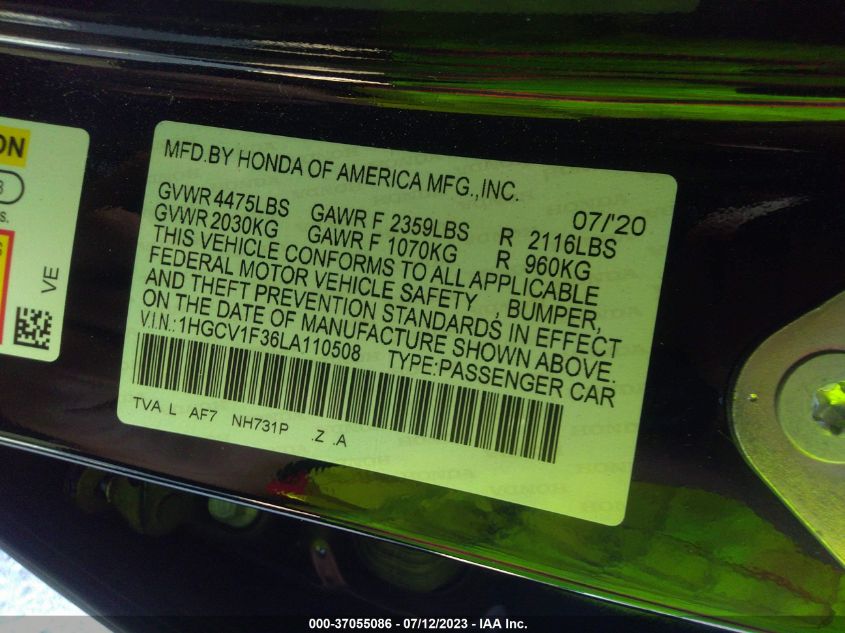 ON
3
s.
S
VE
MFD.BY HONDA OF AMERICA MFG.,INC.
07/'20
GVWR 4475LBS GAWR F 2359LBS R 2116LBS
GVWR 2030KG GAWR F 1070KG R 960KG
THIS VEHICLE CONFORMS TO ALL APPLICABLE
FEDERAL MOTOR VEHICLE SAFETY , BUMPER,
AND THEFT PREVENTION STANDARDS IN EFFECT
ON THE DATE OF MANUFACTURE SHOWN ABOVE.
V.I.N.:1HGCV1F36LA110508 TYPE:PASSENGER CAR
TVA L AF7 NH731P .Z .A
HONDA
000-37055086 - 07/12/2023 - IAA Inc.